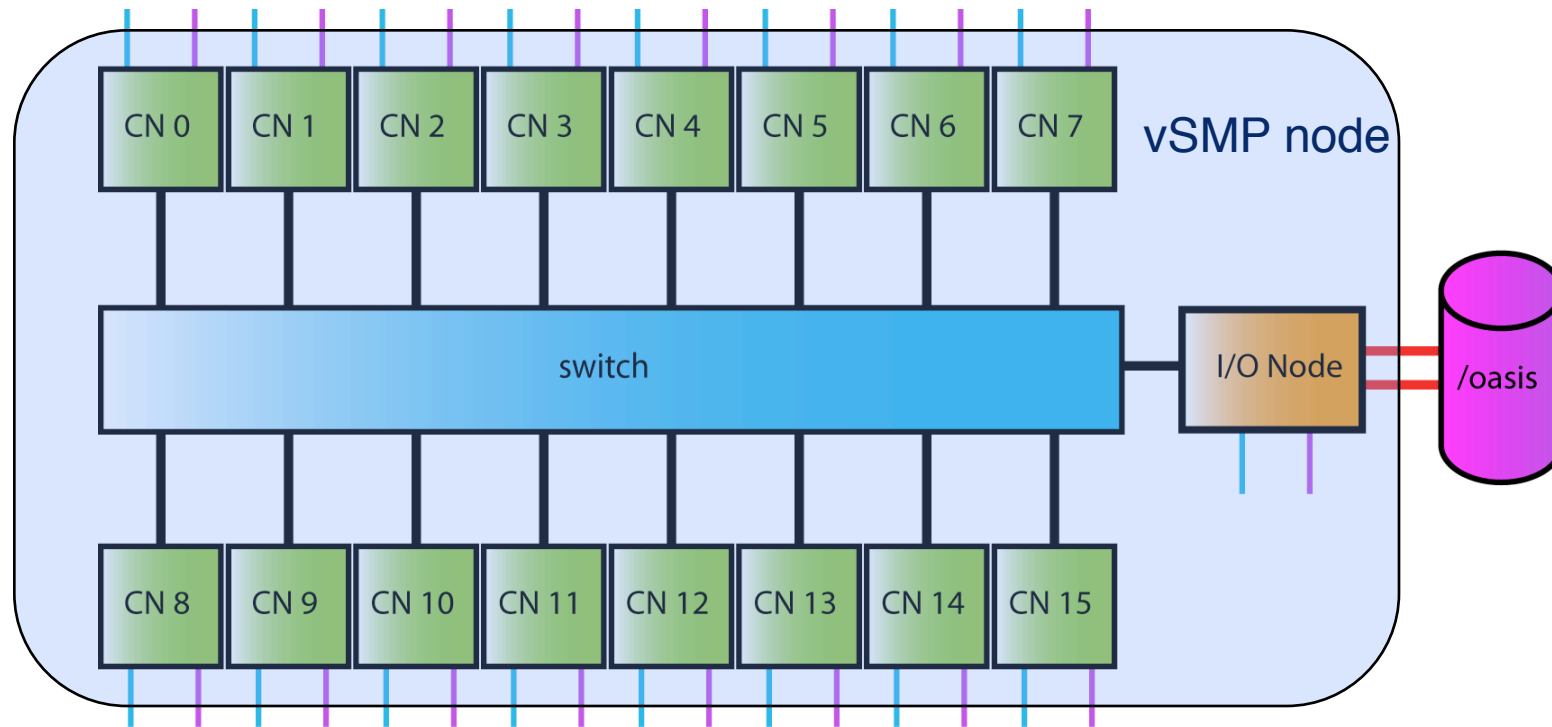 CN 0
CN 1
CN 2
CN 3
CN 4
CN 5
CN 6
CN 7
vSMP node
switch
I/O Node
/oasis
CN 8
CN 9
CN 10
CN 11
CN 12
CN 13
CN 14
CN 15